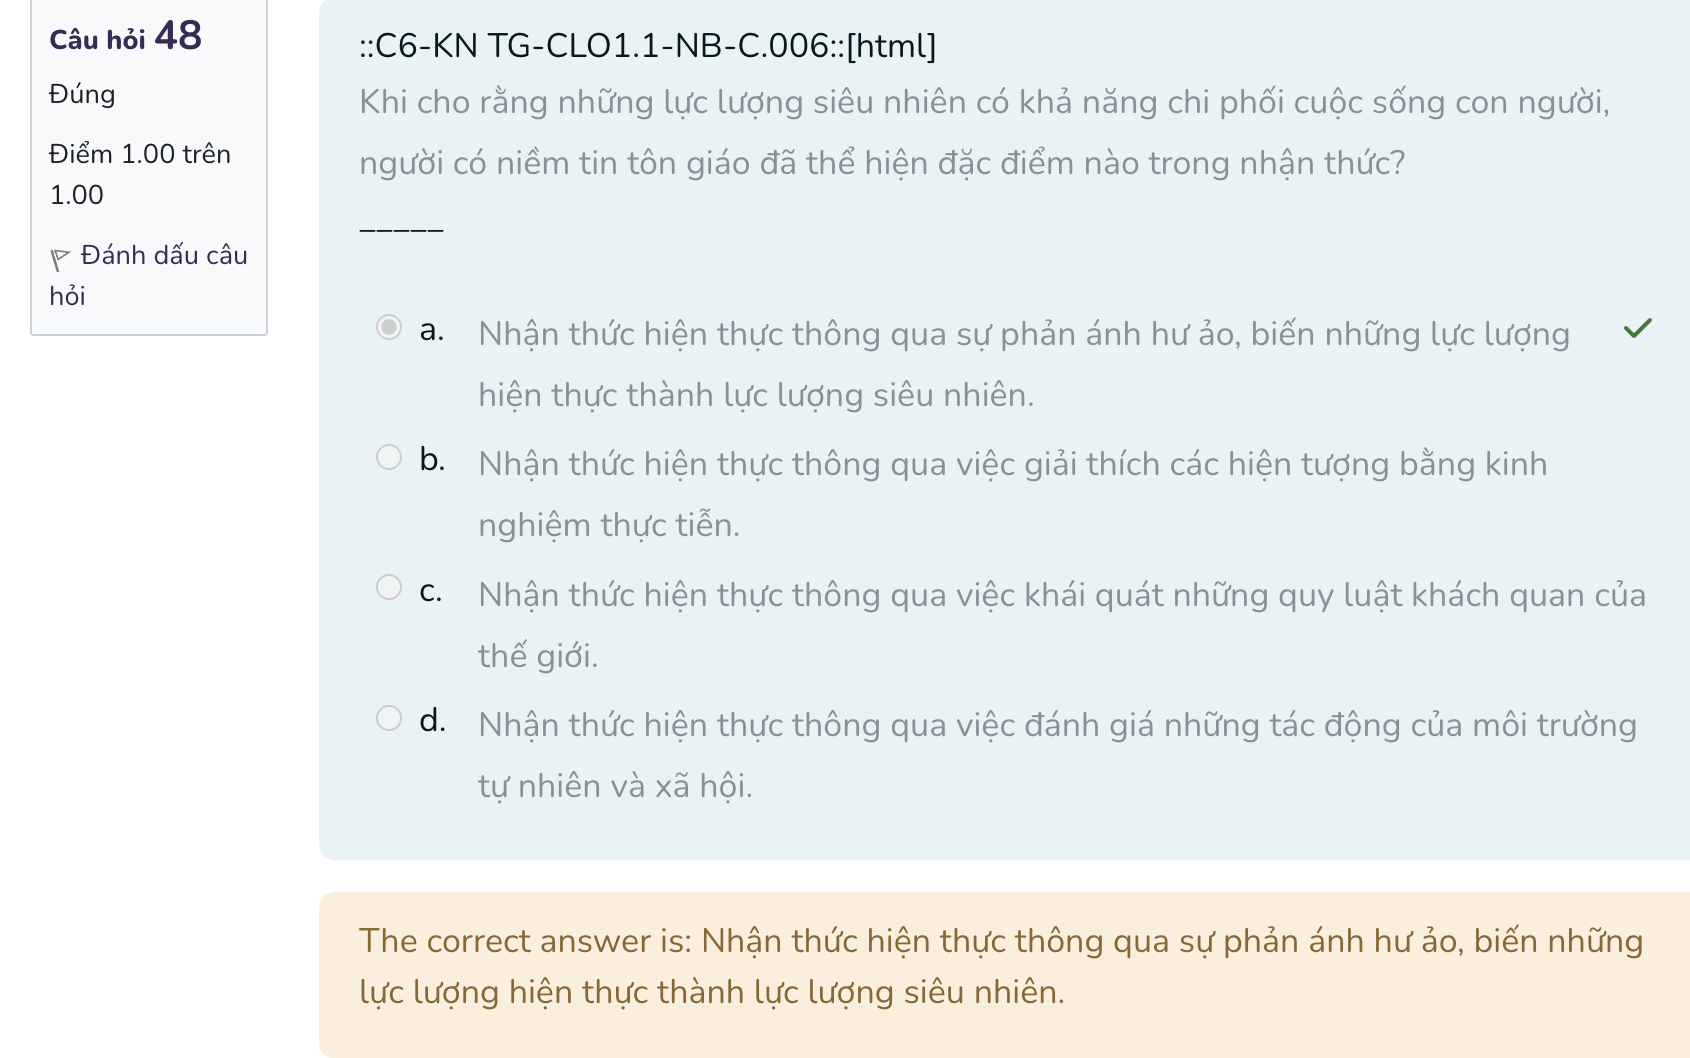 Câu hỏi 48
Đúng
Điểm 1.00 trên
1.00
Đánh dấu câu
hỏi
::C6-KN TG-CLO1.1-NB-C.006::[html]
Khi cho rằng những lực lượng siêu nhiên có khả năng chi phối cuộc sống con người,
người có niềm tin tôn giáo đã thể hiện đặc điểm nào trong nhận thức?
_____
a. Nhận thức hiện thực thông qua sự phản ánh hư ảo, biến những lực lượng
hiện thực thành lực lượng siêu nhiên.
b. Nhận thức hiện thực thông qua việc giải thích các hiện tượng bằng kinh
nghiệm thực tiễn.
c. Nhận thức hiện thực thông qua việc khái quát những quy luật khách quan của
thế giới.
d. Nhận thức hiện thực thông qua việc đánh giá những tác động của môi trường
tự nhiên và xã hội.
The correct answer is: Nhận thức hiện thực thông qua sự phản ánh hư ảo, biến những
lực lượng hiện thực thành lực lượng siêu nhiên.